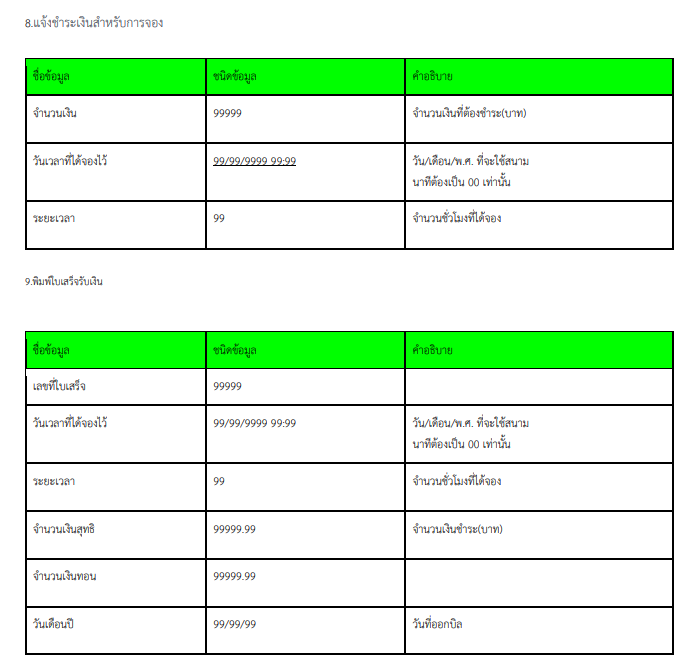 8.แจ้งชำระเงินสำหรับการจอง
ชื่อข้อมูล ชนิดข้อมูล คำอธิบาย
จำนวนเงิน 99999 จำนวนเงินที่ต้องชำระ(บาท)
วันเวลาที่ได้จองไว้ 99/99/9999 99:99 วัน/เดือน/พ.ศ. ที่จะใช้สนาม
นาทีต้องเป็น 00 เท่านั้น
ระยะเวลา 99 จำนวนชั่วโมงที่ได้จอง
9.พิมพ์ใบเสร็จรับเงิน
ชื่อข้อมูล ชนิดข้อมูล คำอธิบาย
เลขที่ใบเสร็จ 99999
วันเวลาที่ได้จองไว้ 99/99/9999 99:99 วัน/เดือน/พ.ศ. ที่จะใช้สนาม
นาทีต้องเป็น 00 เท่านั้น
ระยะเวลา 99 จำนวนชั่วโมงที่ได้จอง
จำนวนเงินสุทธิ 99999.99 จำนวนเงินชำระ(บาท)
จำนวนเงินทอน 99999.99
วันเดือนปี 99/99/99 วันที่ออกบิล